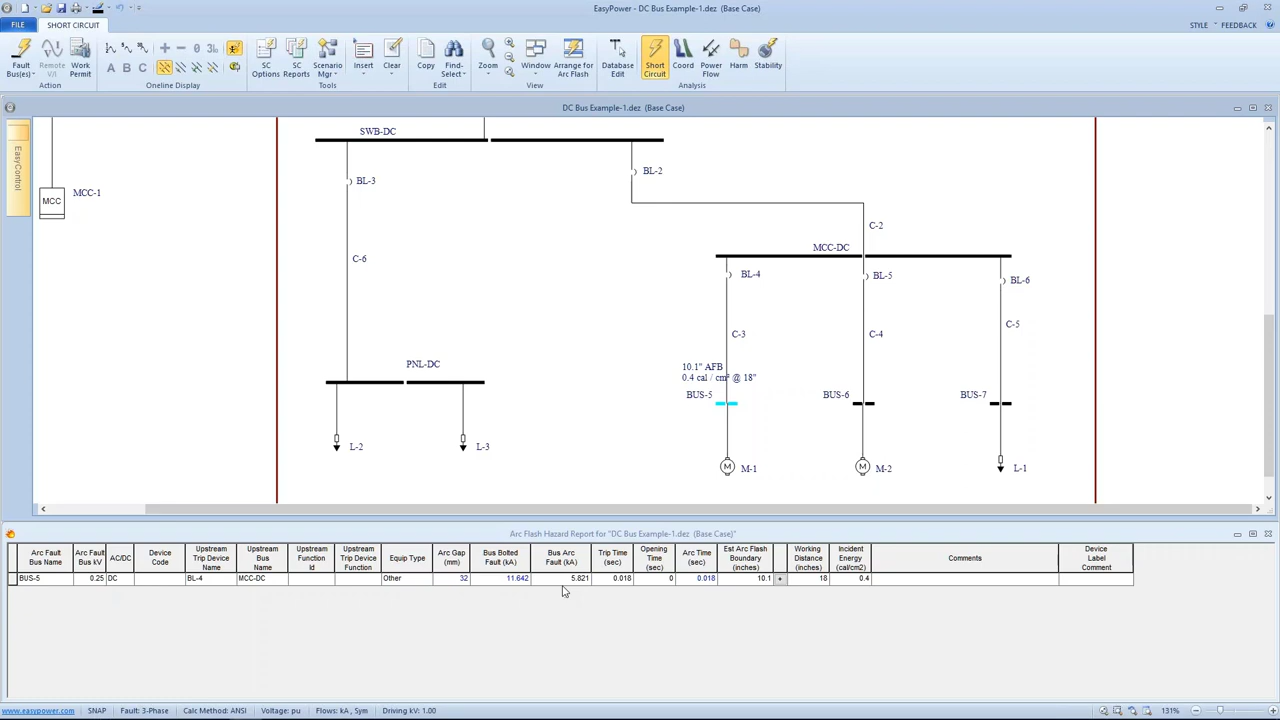 EasyPower - DC Bus Example-1.dez (Base Case)
FILE SHORT CIRCUIT STYLE FEEDBACK
Fault Bus(es) Remote V/I Work Permit
A B C
SC Options SC Reports Scenario Mgr Insert Clear Copy Find-Select Zoom Window Arrange for Arc Flash Database Edit Short Circuit Coord Power Flow Harm Stability
Action Oneline Display Tools Edit View Analysis
DC Bus Example-1.dez (Base Case)
EasyControl
SWB-DC
BL-2
BL-3
MCC MCC-1
C-2
MCC-DC
C-6
BL-4 BL-5 BL-6
C-5
C-3 C-4
PNL-DC
10.1" AFB
0.4 cal / cm² @ 18"
BUS-5 BUS-6 BUS-7
L-2 L-3
M M-1 M M-2 L-1
Arc Flash Hazard Report for "DC Bus Example-1.dez (Base Case)"
Arc Fault Bus Name Arc Fault Bus kV AC/DC Device Code Upstream Trip Device Name Upstream Bus Name Upstream Function Id Upstream Trip Device Function Equip Type Arc Gap (mm) Bus Bolted Fault (kA) Bus Arc Fault (kA) Trip Time (sec) Opening Time (sec) Arc Time (sec) Est Arc Flash Boundary (inches) Working Distance (inches) Incident Energy (cal/cm2) Comments Device Label Comment
BUS-5 0.25 DC BL-4 MCC-DC Other 32 11.642 5.821 0.018 0 0.018 10.1 + 18 0.4
www.easypower.com SNAP Fault: 3-Phase Calc Method: ANSI Voltage: pu Flows: kA , Sym Driving kV: 1.00 131%